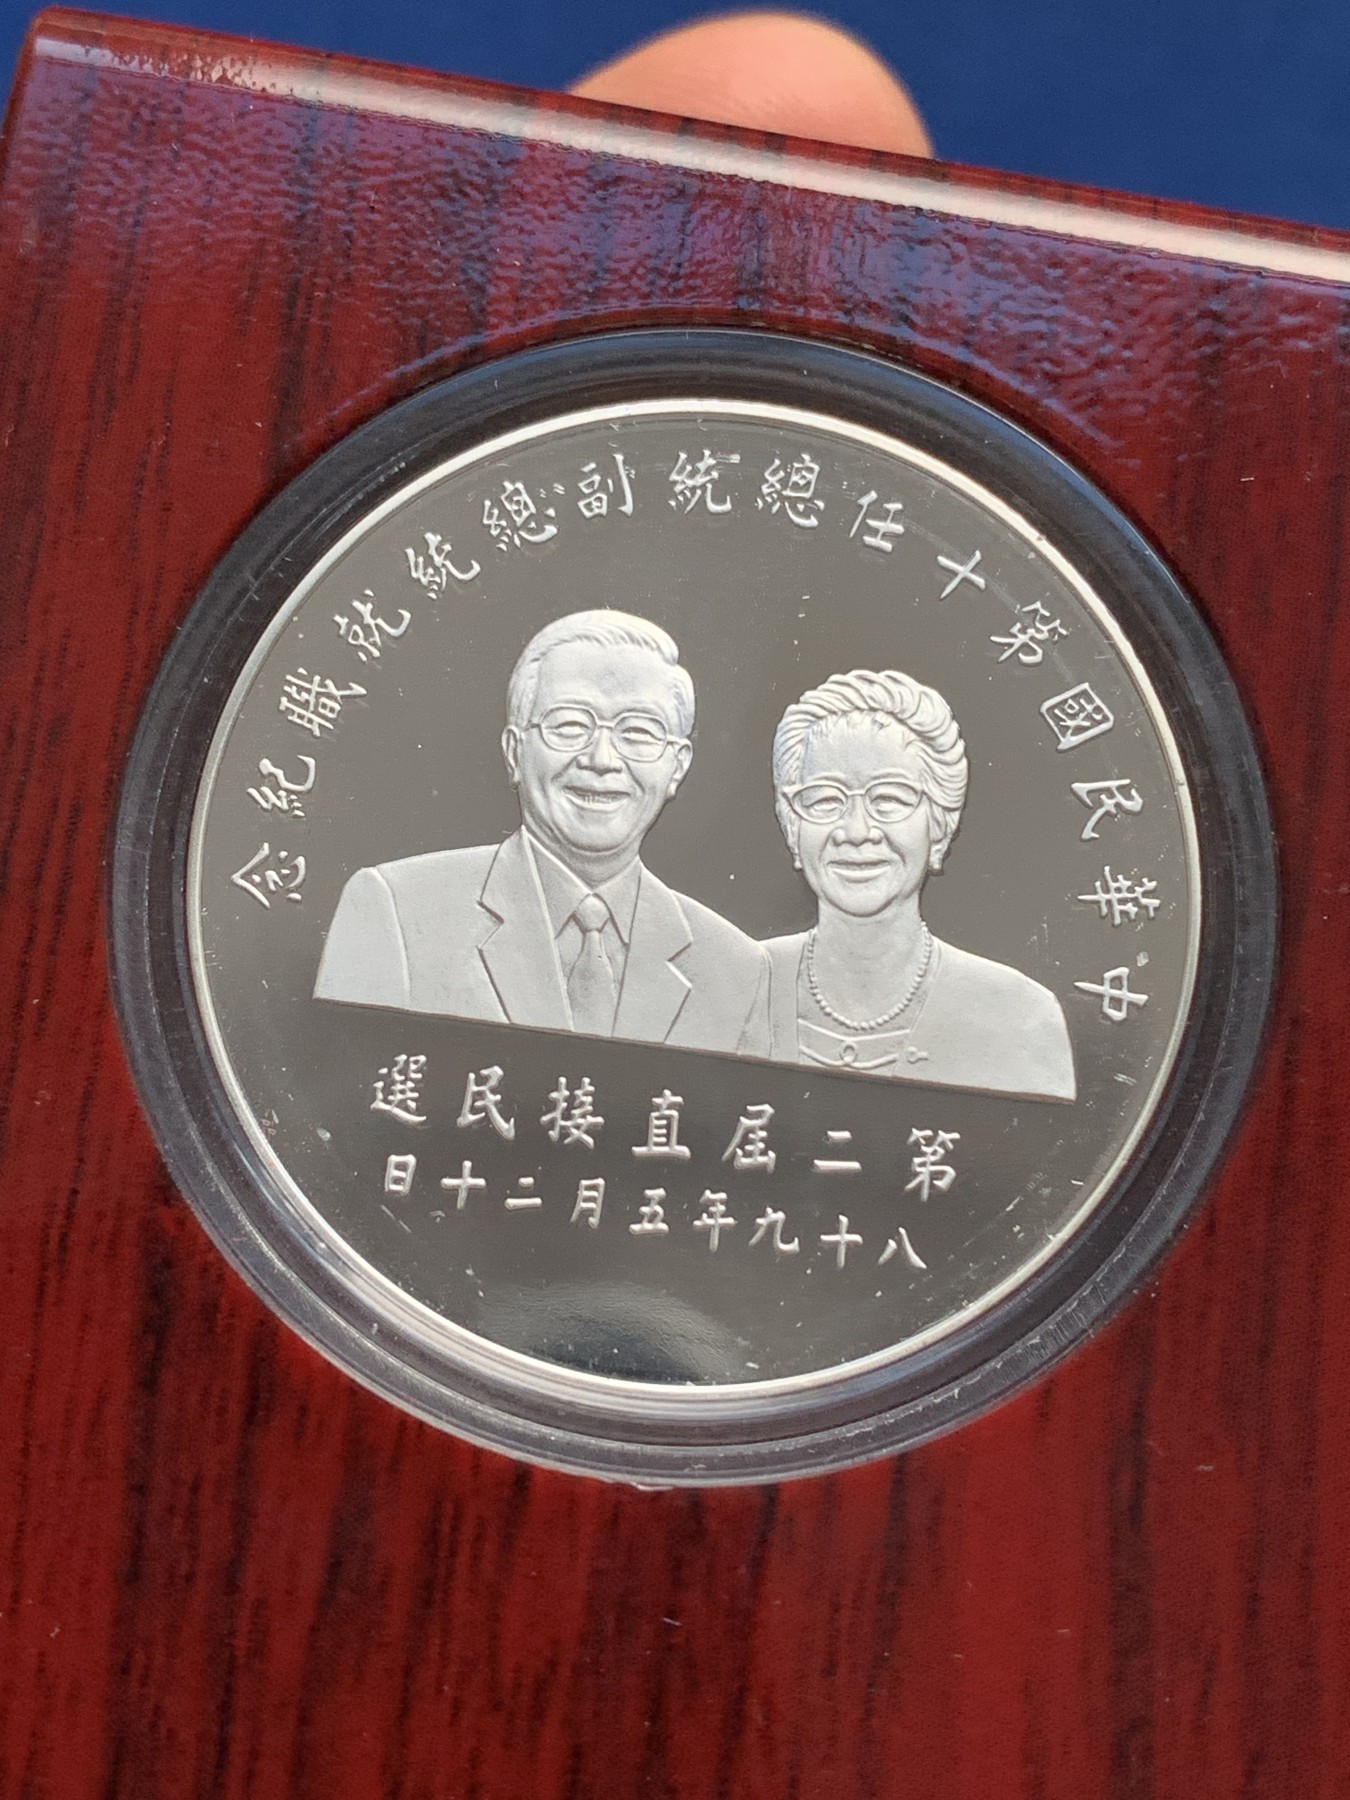 中華民國第十任總統副總統就職紀念
第二屆直接民選
八十九年五月二十日